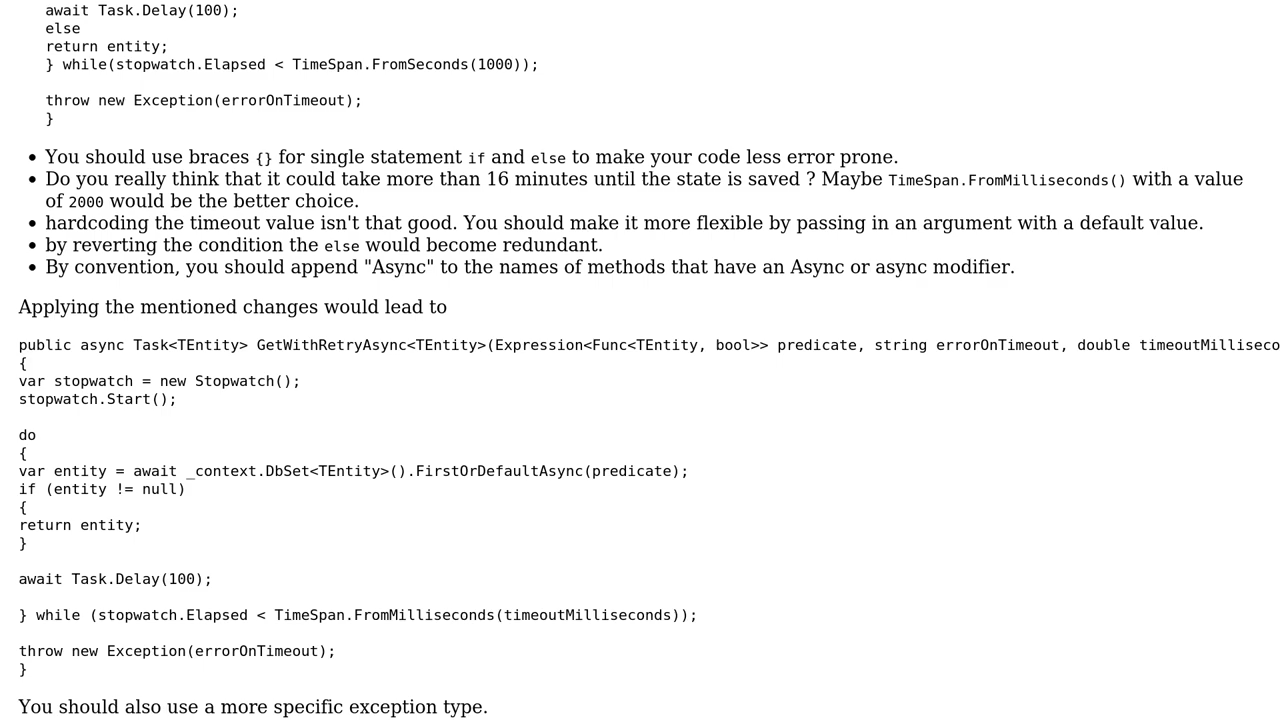 await Task.Delay(100);
else
return entity;
} while(stopwatch.Elapsed < TimeSpan.FromSeconds(1000));
throw new Exception(errorOnTimeout);
}
• You should use braces {} for single statement if and else to make your code less error prone.
• Do you really think that it could take more than 16 minutes until the state is saved ? Maybe TimeSpan.FromMilliseconds() with a value
of 2000 would be the better choice.
• hardcoding the timeout value isn't that good. You should make it more flexible by passing in an argument with a default value.
• by reverting the condition the else would become redundant.
• By convention, you should append "Async" to the names of methods that have an Async or async modifier.
Applying the mentioned changes would lead to
public async Task<TEntity> GetWithRetryAsync<TEntity>(Expression<Func<TEntity, bool>> predicate, string errorOnTimeout, double timeoutMilliseco
{
var stopwatch = new Stopwatch();
stopwatch.Start();
do
{
var entity = await _context.DbSet<TEntity>().FirstOrDefaultAsync(predicate);
if (entity != null)
{
return entity;
}
await Task.Delay(100);
} while (stopwatch.Elapsed < TimeSpan.FromMilliseconds(timeoutMilliseconds));
throw new Exception(errorOnTimeout);
}
You should also use a more specific exception type.